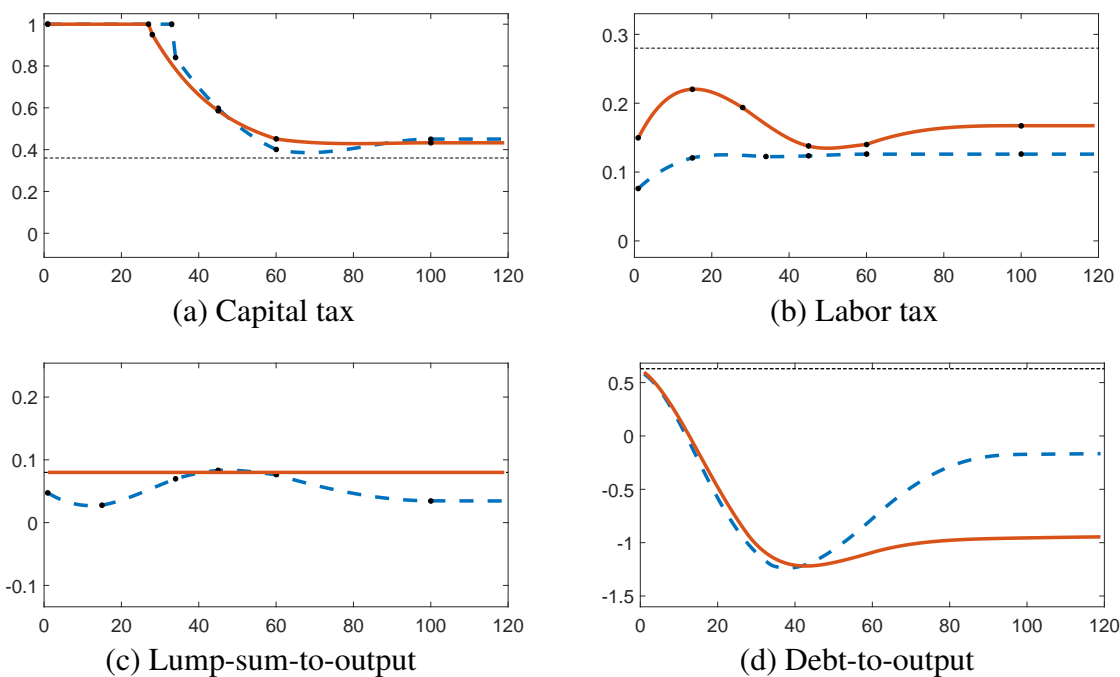 1
0.8
0.6
0.4
0.2
0
0 20 40 60 80 100 120
(a) Capital tax
0.3
0.2
0.1
0
0 20 40 60 80 100 120
(b) Labor tax
0.2
0.1
0
-0.1
0 20 40 60 80 100 120
(c) Lump-sum-to-output
0.5
0
-0.5
-1
-1.5
0 20 40 60 80 100 120
(d) Debt-to-output